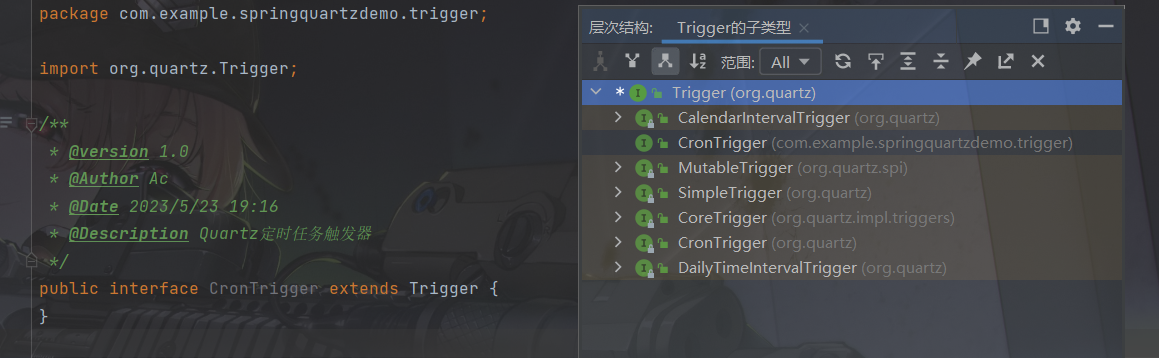 package com.example.springquartzdemo.trigger;
import org.quartz.Trigger;
/**
* @version 1.0
* @Author Ac
* @Date 2023/5/23 19:16
* @Description Quartz定时任务触发器
*/
public interface CronTrigger extends Trigger {
}
层次结构: Trigger的子类型
范围: All
* Trigger (org.quartz)
CalendarIntervalTrigger (org.quartz)
CronTrigger (com.example.springquartzdemo.trigger)
MutableTrigger (org.quartz.spi)
SimpleTrigger (org.quartz)
CoreTrigger (org.quartz.impl.triggers)
CronTrigger (org.quartz)
DailyTimeIntervalTrigger (org.quartz)